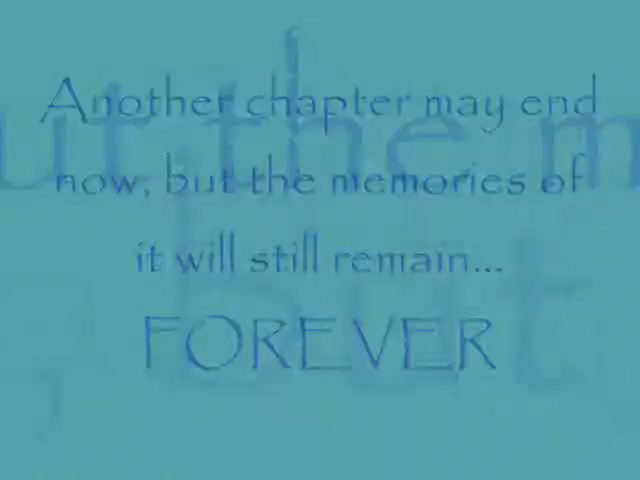 Another chapter may end
now, but the memories of
it will still remain...
FOREVER